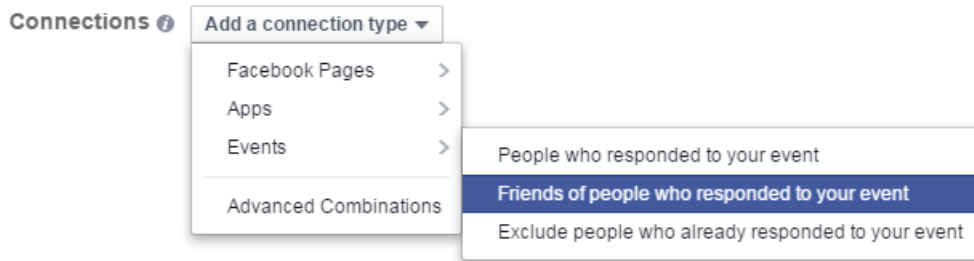 Connections
Add a connection type
Facebook Pages
Apps
Events
Advanced Combinations
People who responded to your event
Friends of people who responded to your event
Exclude people who already responded to your event